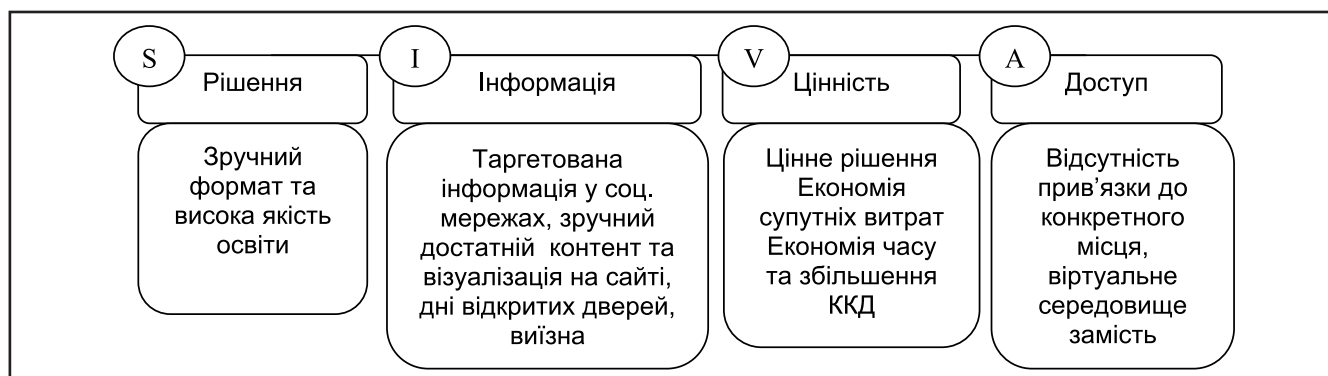 S
Рішення
Зручний
формат та
висока якість
освіти
I
Інформація
Таргетована
інформація у соц.
мережах, зручний
достатній контент та
візуалізація на сайті,
дні відкритих дверей,
виїзна
V
Цінність
Цінне рішення
Економія
супутніх витрат
Економія часу
та збільшення
ККД
A
Доступ
Відсутність
прив’язки до
конкретного
місця,
віртуальне
середовище
замість